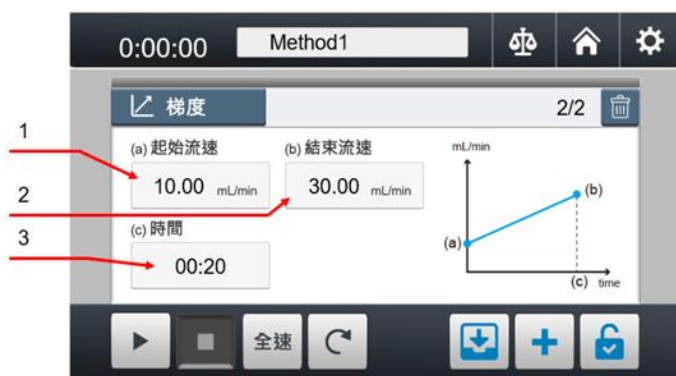 0:00:00 Method1
梯度 2/2
1
(a) 起始流速 (b) 結束流速 mL/min
10.00 mL/min 30.00 mL/min
2
(b)
3
(c) 時間
(a)
00:20
(c) time
全速